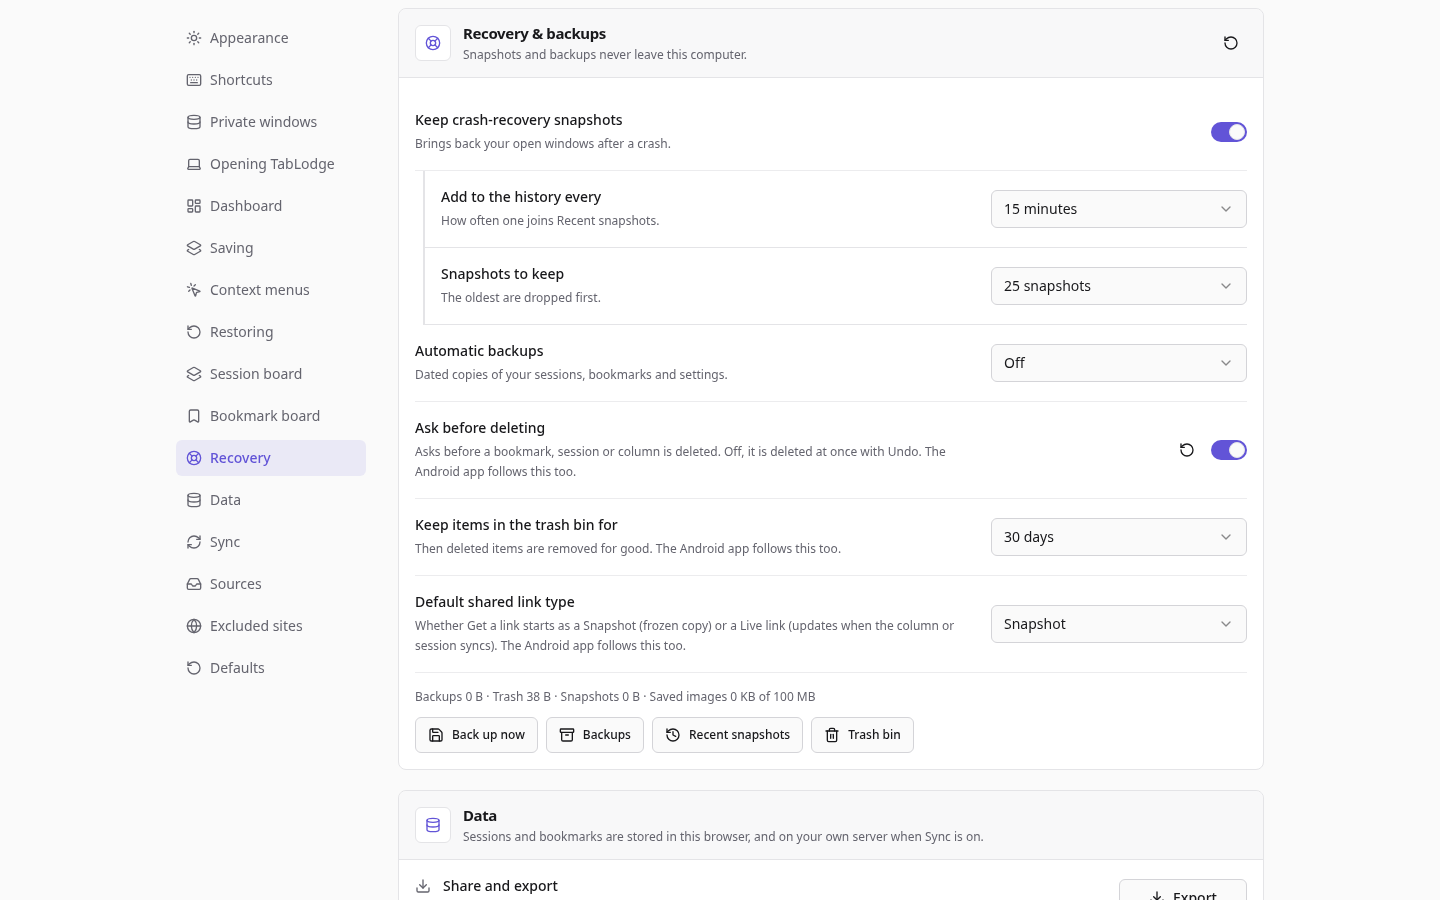 Appearance
Shortcuts
Private windows
Opening TabLodge
Dashboard
Saving
Context menus
Restoring
Session board
Bookmark board
Recovery
Data
Sync
Sources
Excluded sites
Defaults
Recovery & backups
Snapshots and backups never leave this computer.
Keep crash-recovery snapshots
Brings back your open windows after a crash.
Add to the history every
How often one joins Recent snapshots.
15 minutes
Snapshots to keep
The oldest are dropped first.
25 snapshots
Automatic backups
Dated copies of your sessions, bookmarks and settings.
Off
Ask before deleting
Asks before a bookmark, session or column is deleted. Off, it is deleted at once with Undo. The
Android app follows this too.
Keep items in the trash bin for
Then deleted items are removed for good. The Android app follows this too.
30 days
Default shared link type
Whether Get a link starts as a Snapshot (frozen copy) or a Live link (updates when the column or
session syncs). The Android app follows this too.
Snapshot
Backups 0 B · Trash 38 B · Snapshots 0 B · Saved images 0 KB of 100 MB
Back up now
Backups
Recent snapshots
Trash bin
Data
Sessions and bookmarks are stored in this browser, and on your own server when Sync is on.
Share and export
Export